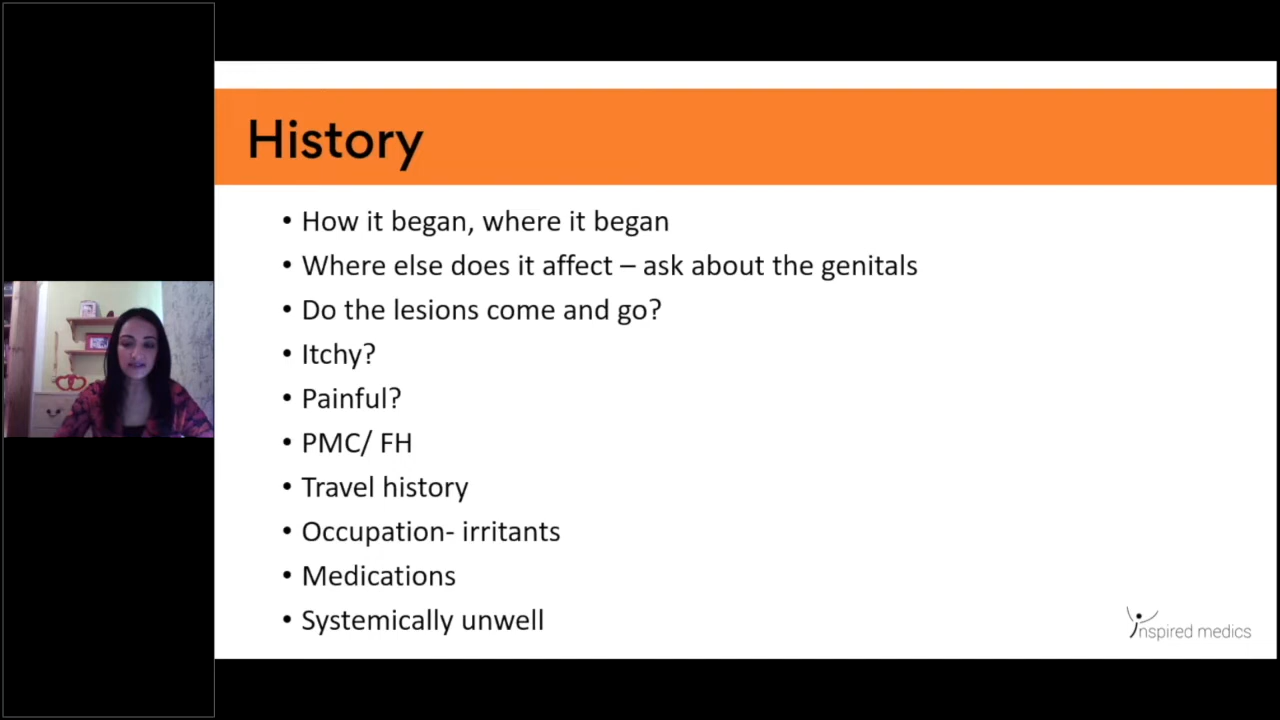 History
• How it began, where it began
• Where else does it affect – ask about the genitals
• Do the lesions come and go?
• Itchy?
• Painful?
• PMC/ FH
• Travel history
• Occupation- irritants
• Medications
• Systemically unwell
inspired medics